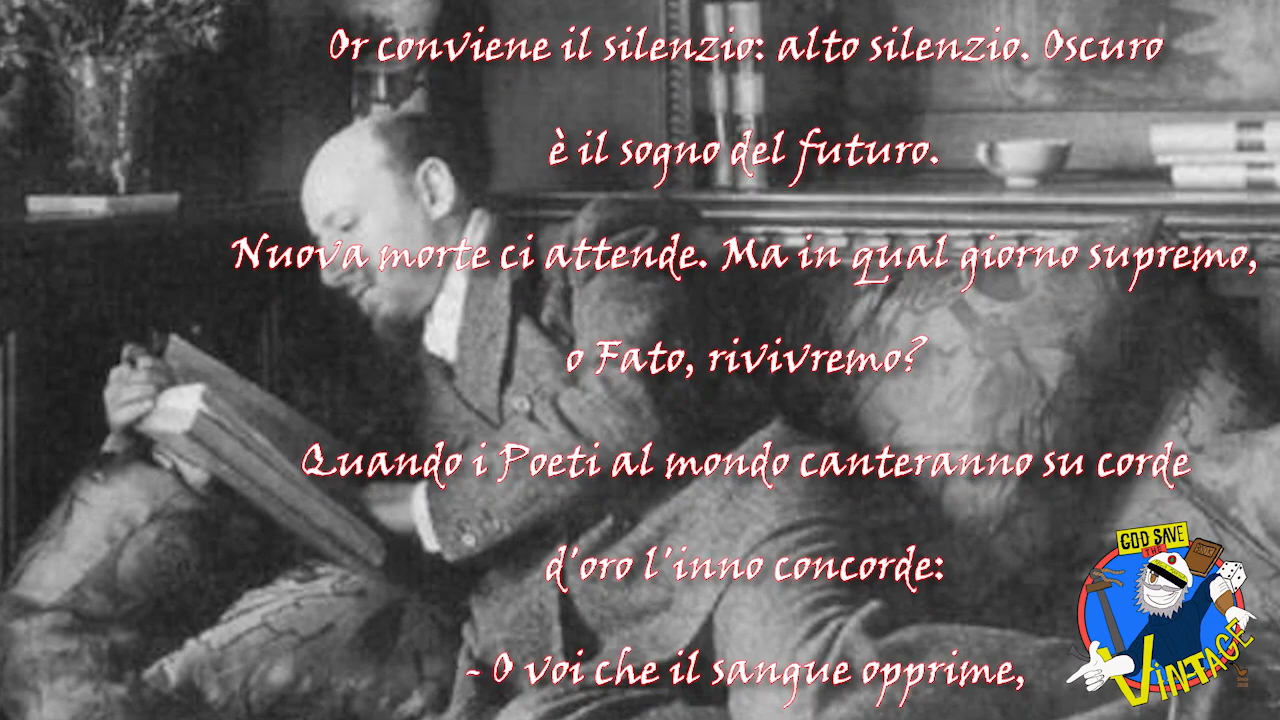 Or conviene il silenzio: alto silenzio. Oscuro
è il sogno del futuro.
Nuova morte ci attende. Ma in qual giorno supremo,
o Fato, rivivremo?
Quando i Poeti al mondo canteranno su corde
d'oro l'inno concorde:
- O voi che il sangue opprime,
GOD SAVE
THE
VINTAGE